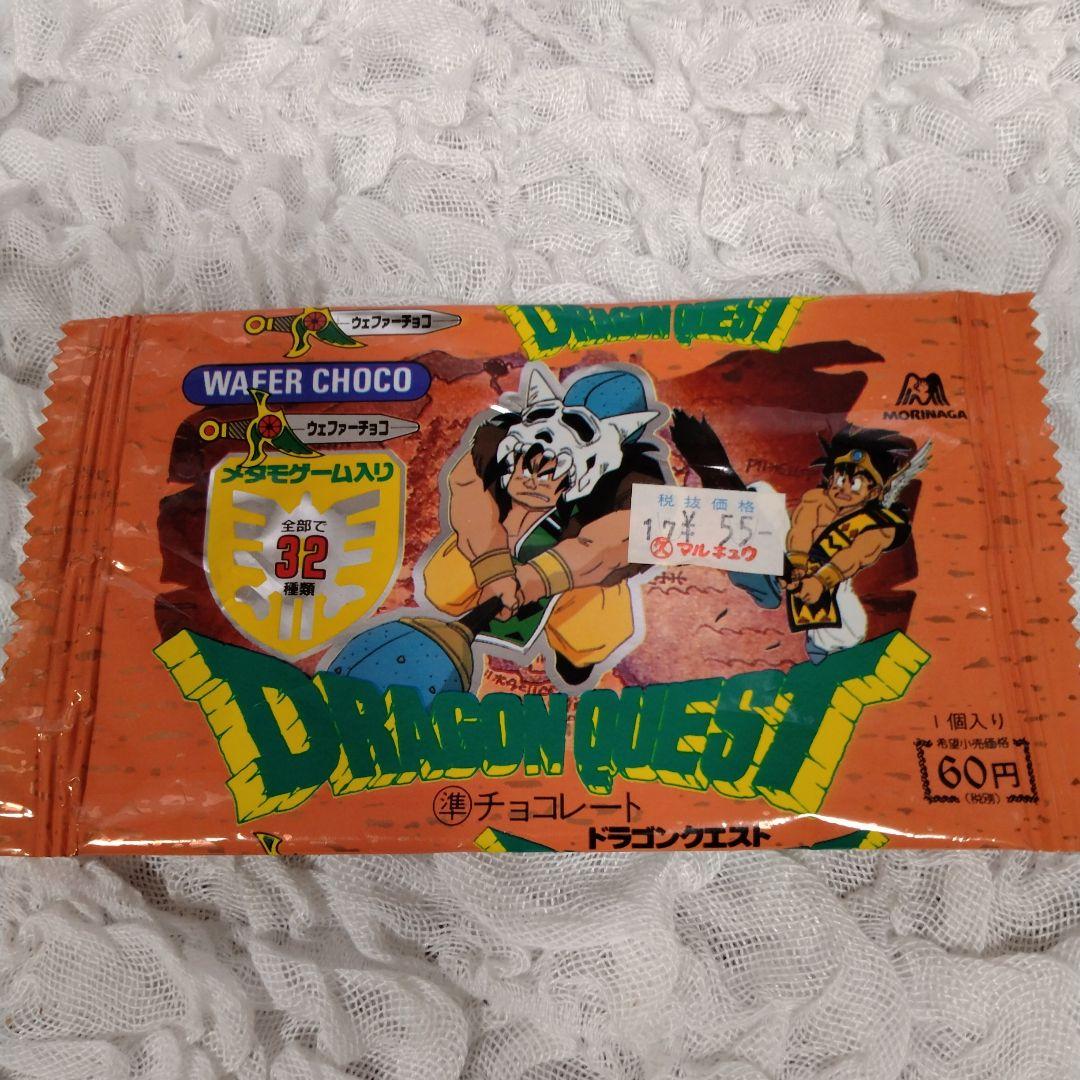 DRAGON QUEST
ウェファーチョコ
WAFER CHOCO
MORINAGA
ウェファーチョコ
メタモゲーム入り
全部で
32
種類
税抜価格
17 ¥ 55-
マルキュウ
DRAGON QUEST
1個入り
希望小売価格
60円
(税別)
準チョコレート
ドラゴンクエスト